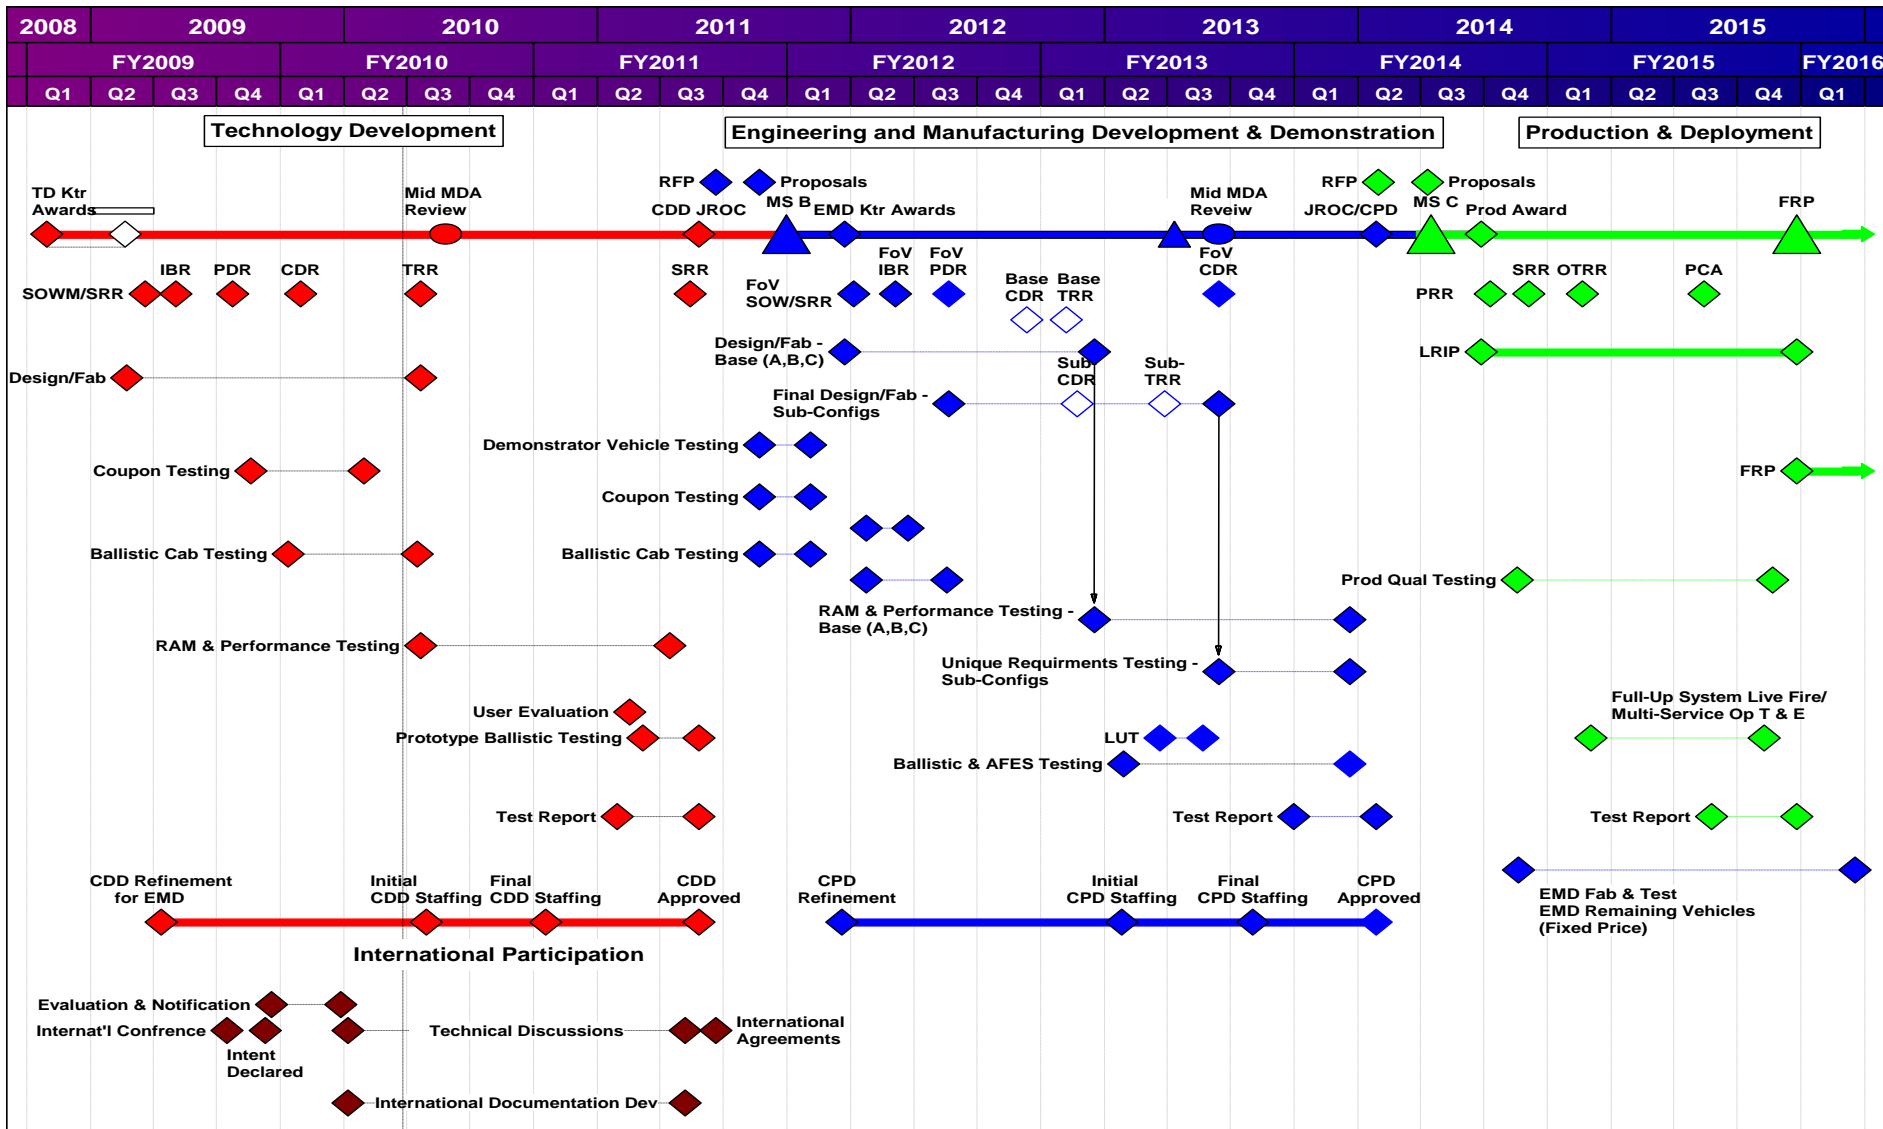 2008 2009 2010 2011 2012 2013 2014 2015
FY2009 FY2010 FY2011 FY2012 FY2013 FY2014 FY2015 FY2016
Q1 Q2 Q3 Q4 Q1 Q2 Q3 Q4 Q1 Q2 Q3 Q4 Q1 Q2 Q3 Q4 Q1 Q2 Q3 Q4 Q1 Q2 Q3 Q4 Q1 Q2 Q3 Q4 Q1
Technology Development
Engineering and Manufacturing Development & Demonstration
Production & Deployment
RFP Proposals
RFP Proposals
TD Ktr
Awards
Mid MDA
Review
CDD JROC
MS B
EMD Ktr Awards
Mid MDA
Reveiw
JROC/CPD
MS C
Prod Award
FRP
SOWM/SRR
IBR
PDR
CDR
TRR
SRR
FoV
SOW/SRR
FoV
IBR
FoV
PDR
Base
CDR
Base
TRR
FoV
CDR
PRR
SRR
OTRR
PCA
Design/Fab -
Base (A,B,C)
LRIP
Design/Fab
Final Design/Fab -
Sub-Configs
Sub-
CDR
Sub-
TRR
Demonstrator Vehicle Testing
Coupon Testing
FRP
Coupon Testing
Ballistic Cab Testing
Ballistic Cab Testing
Prod Qual Testing
RAM & Performance Testing -
Base (A,B,C)
RAM & Performance Testing
Unique Requirments Testing -
Sub-Configs
User Evaluation
Full-Up System Live Fire/
Multi-Service Op T & E
Prototype Ballistic Testing
LUT
Ballistic & AFES Testing
Test Report
Test Report
Test Report
CDD Refinement
for EMD
Initial
CDD Staffing
Final
CDD Staffing
CDD
Approved
CPD
Refinement
Initial
CPD Staffing
Final
CPD Staffing
CPD
Approved
EMD Fab & Test
EMD Remaining Vehicles
(Fixed Price)
International Participation
Evaluation & Notification
Internat'l Confrence
Technical Discussions
International
Agreements
Intent
Declared
International Documentation Dev